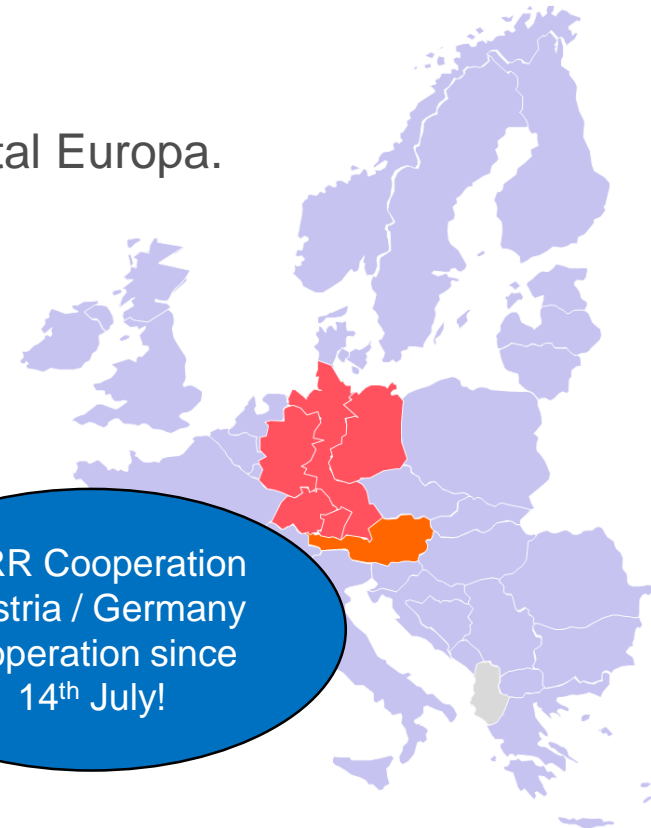 tal Europa.
RR Cooperation
stria / Germany
operation since
14th July!